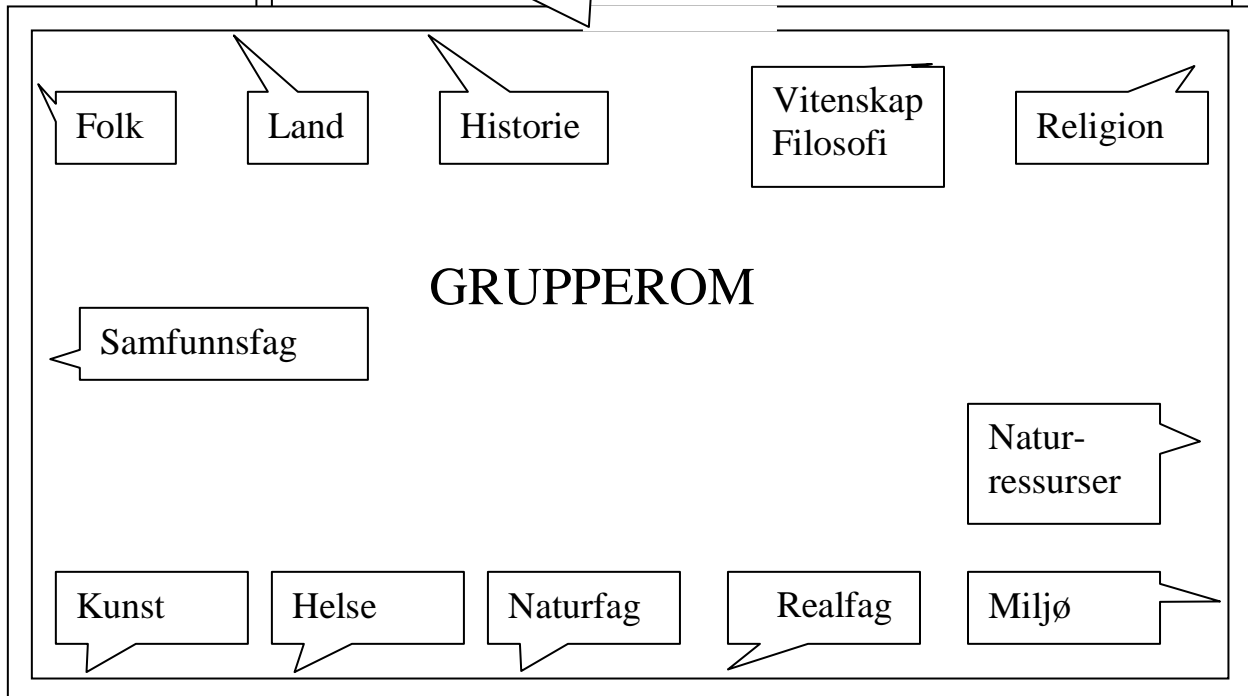 Folk
Land
Historie
Vitenskap
Filosofi
Religion
GRUPPEROM
Samfunnsfag
Natur-
ressurser
Kunst
Helse
Naturfag
Realfag
Miljø